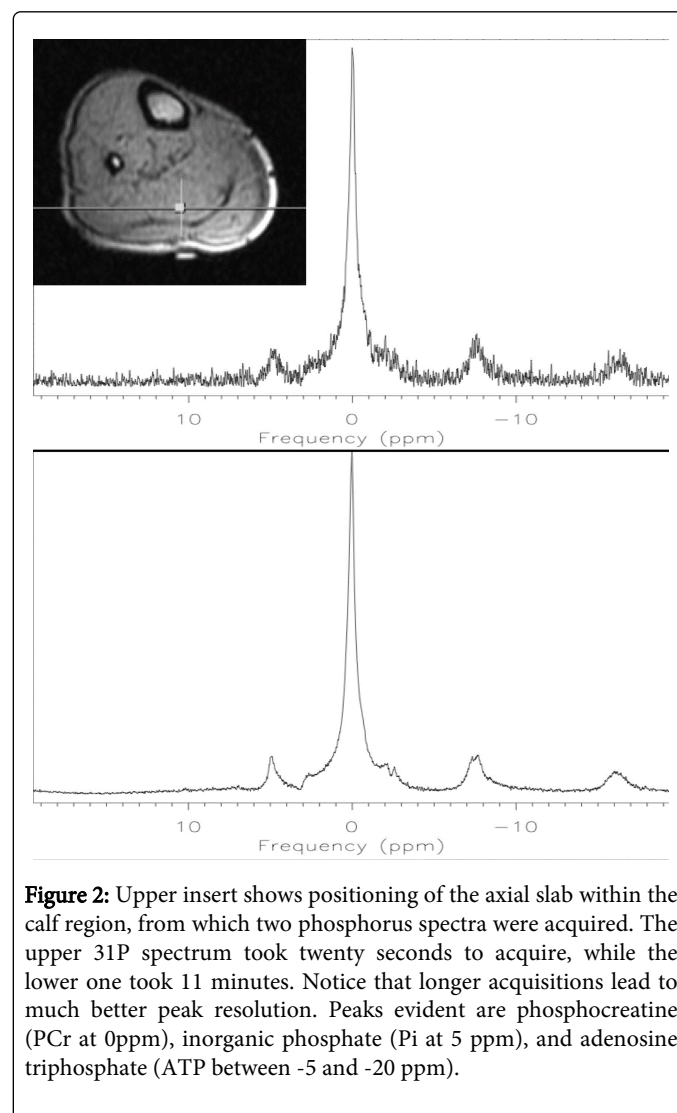 10 0 −10
Frequency (ppm)
10 0 −10
Frequency (ppm)
Figure 2: Upper insert shows positioning of the axial slab within the
calf region, from which two phosphorus spectra were acquired. The
upper 31P spectrum took twenty seconds to acquire, while the
lower one took 11 minutes. Notice that longer acquisitions lead to
much better peak resolution. Peaks evident are phosphocreatine
(PCr at 0ppm), inorganic phosphate (Pi at 5 ppm), and adenosine
triphosphate (ATP between -5 and -20 ppm).